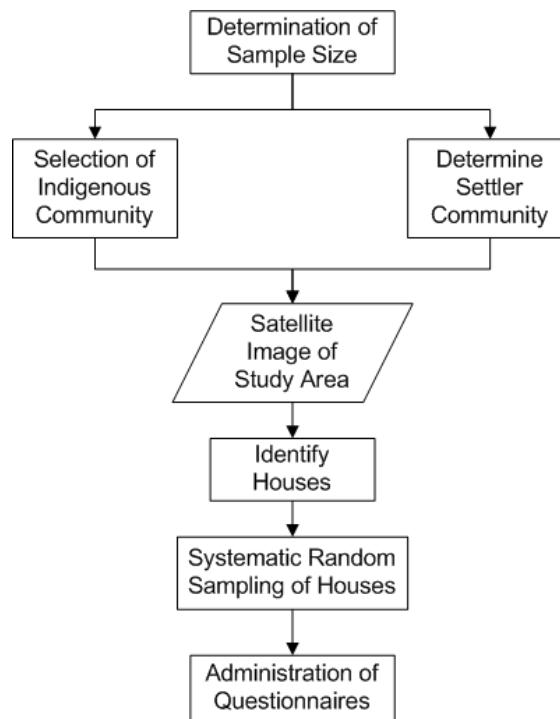 Determination of
Sample Size
Selection of
Indigenous
Community
Determine
Settler
Community
Satellite
Image of
Study Area
Identify
Houses
Systematic Random
Sampling of Houses
Administration of
Questionnaires